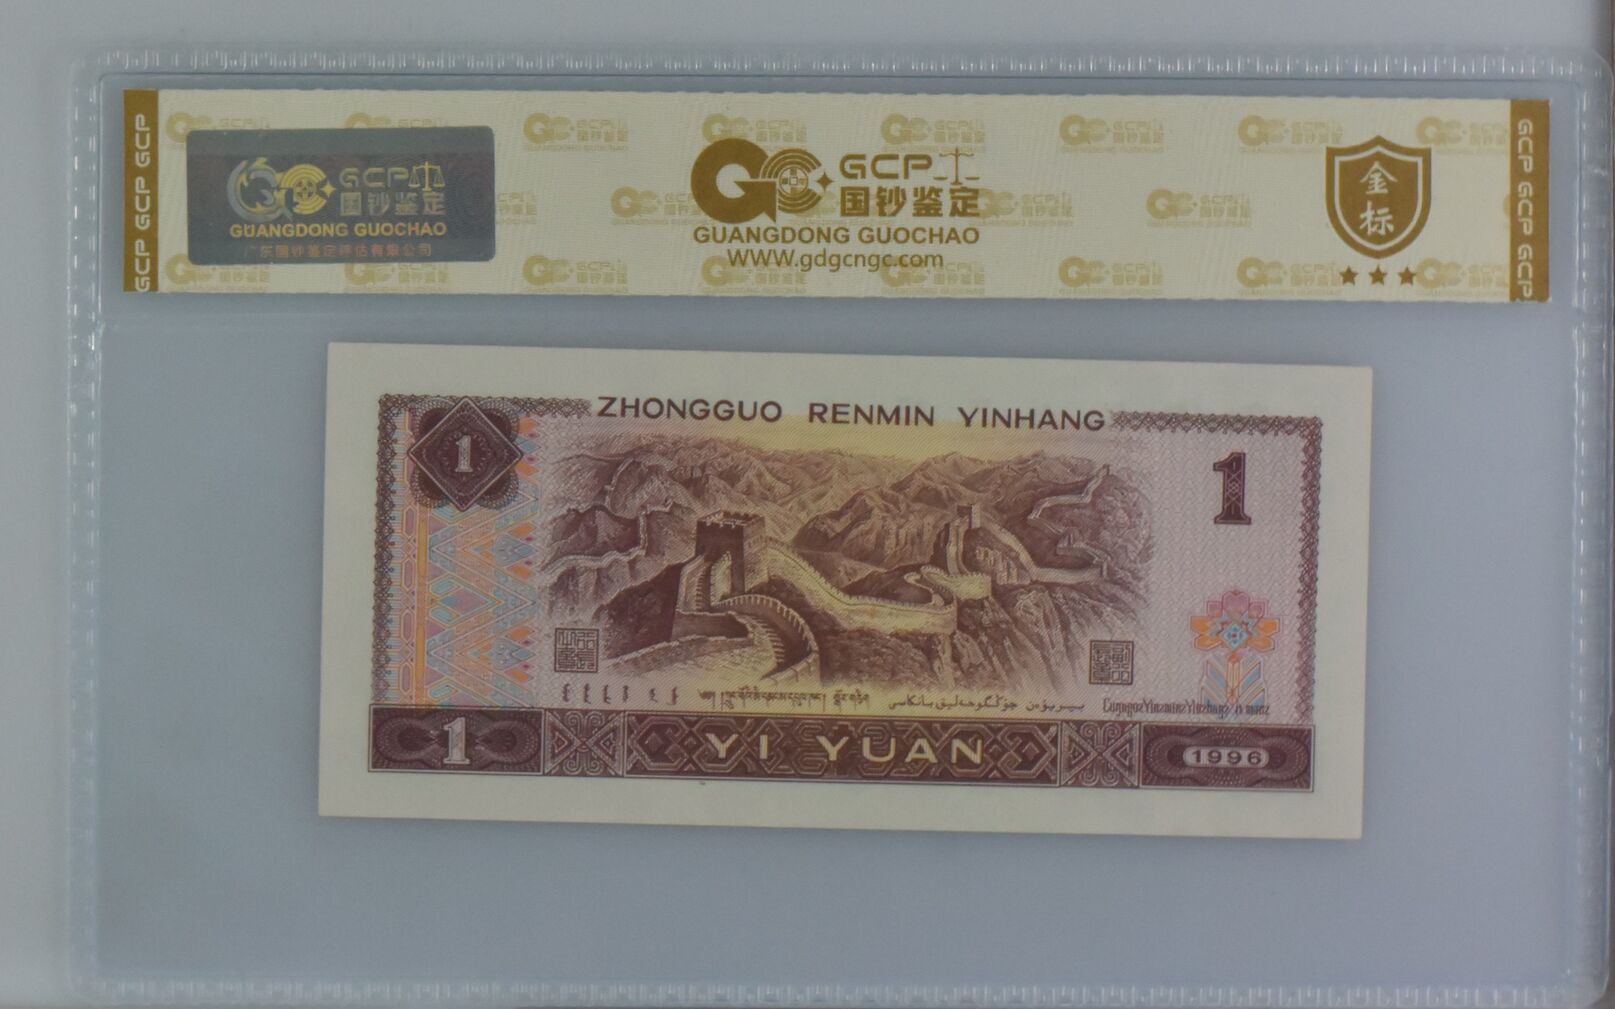 GCP GCP GCP
GCP
国钞鉴定
GUANGDONG GUOCHAO
广东国钞鉴定评估有限公司
GCP
国钞鉴定
GUANGDONG GUOCHAO
WWW.gdgcngc.com
金
标
GCP GCP GCP
ZHONGGUO RENMIN YINHANG
1
1
1
YI YUAN
1996